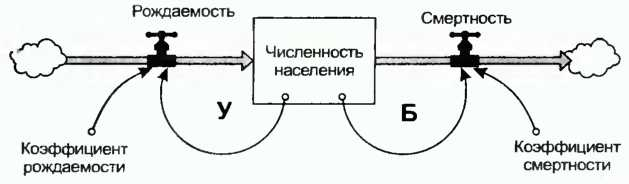 Рождаемость
Смертность
Численность
населения
У
Б
Коэффициент
рождаемости
Коэффициент
смертности